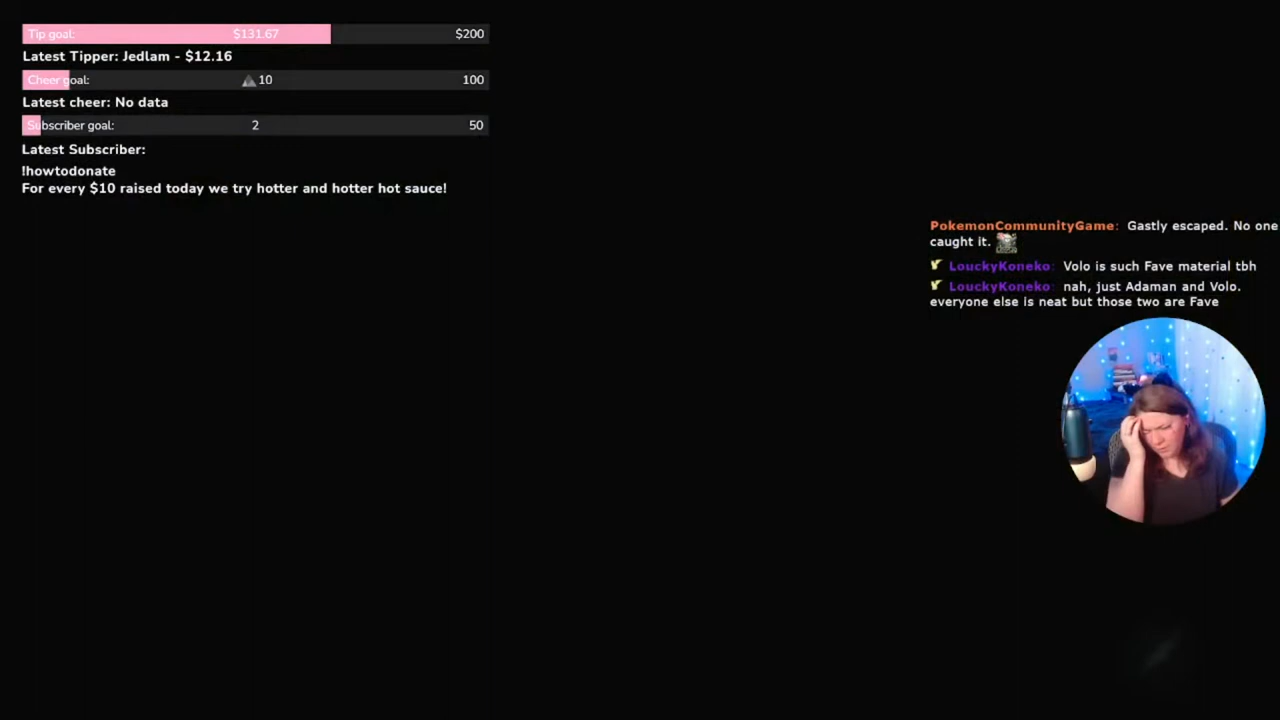 Tip goal: $131.67 $200
Latest Tipper: Jedlam - $12.16
Cheer goal: 10 100
Latest cheer: No data
Subscriber goal: 2 50
Latest Subscriber:
!howtodonate
For every $10 raised today we try hotter and hotter hot sauce!
PokemonCommunityGame: Gastly escaped. No one
caught it.
LouckyKoneko: Volo is such Fave material tbh
LouckyKoneko: nah, just Adaman and Volo.
everyone else is neat but those two are Fave